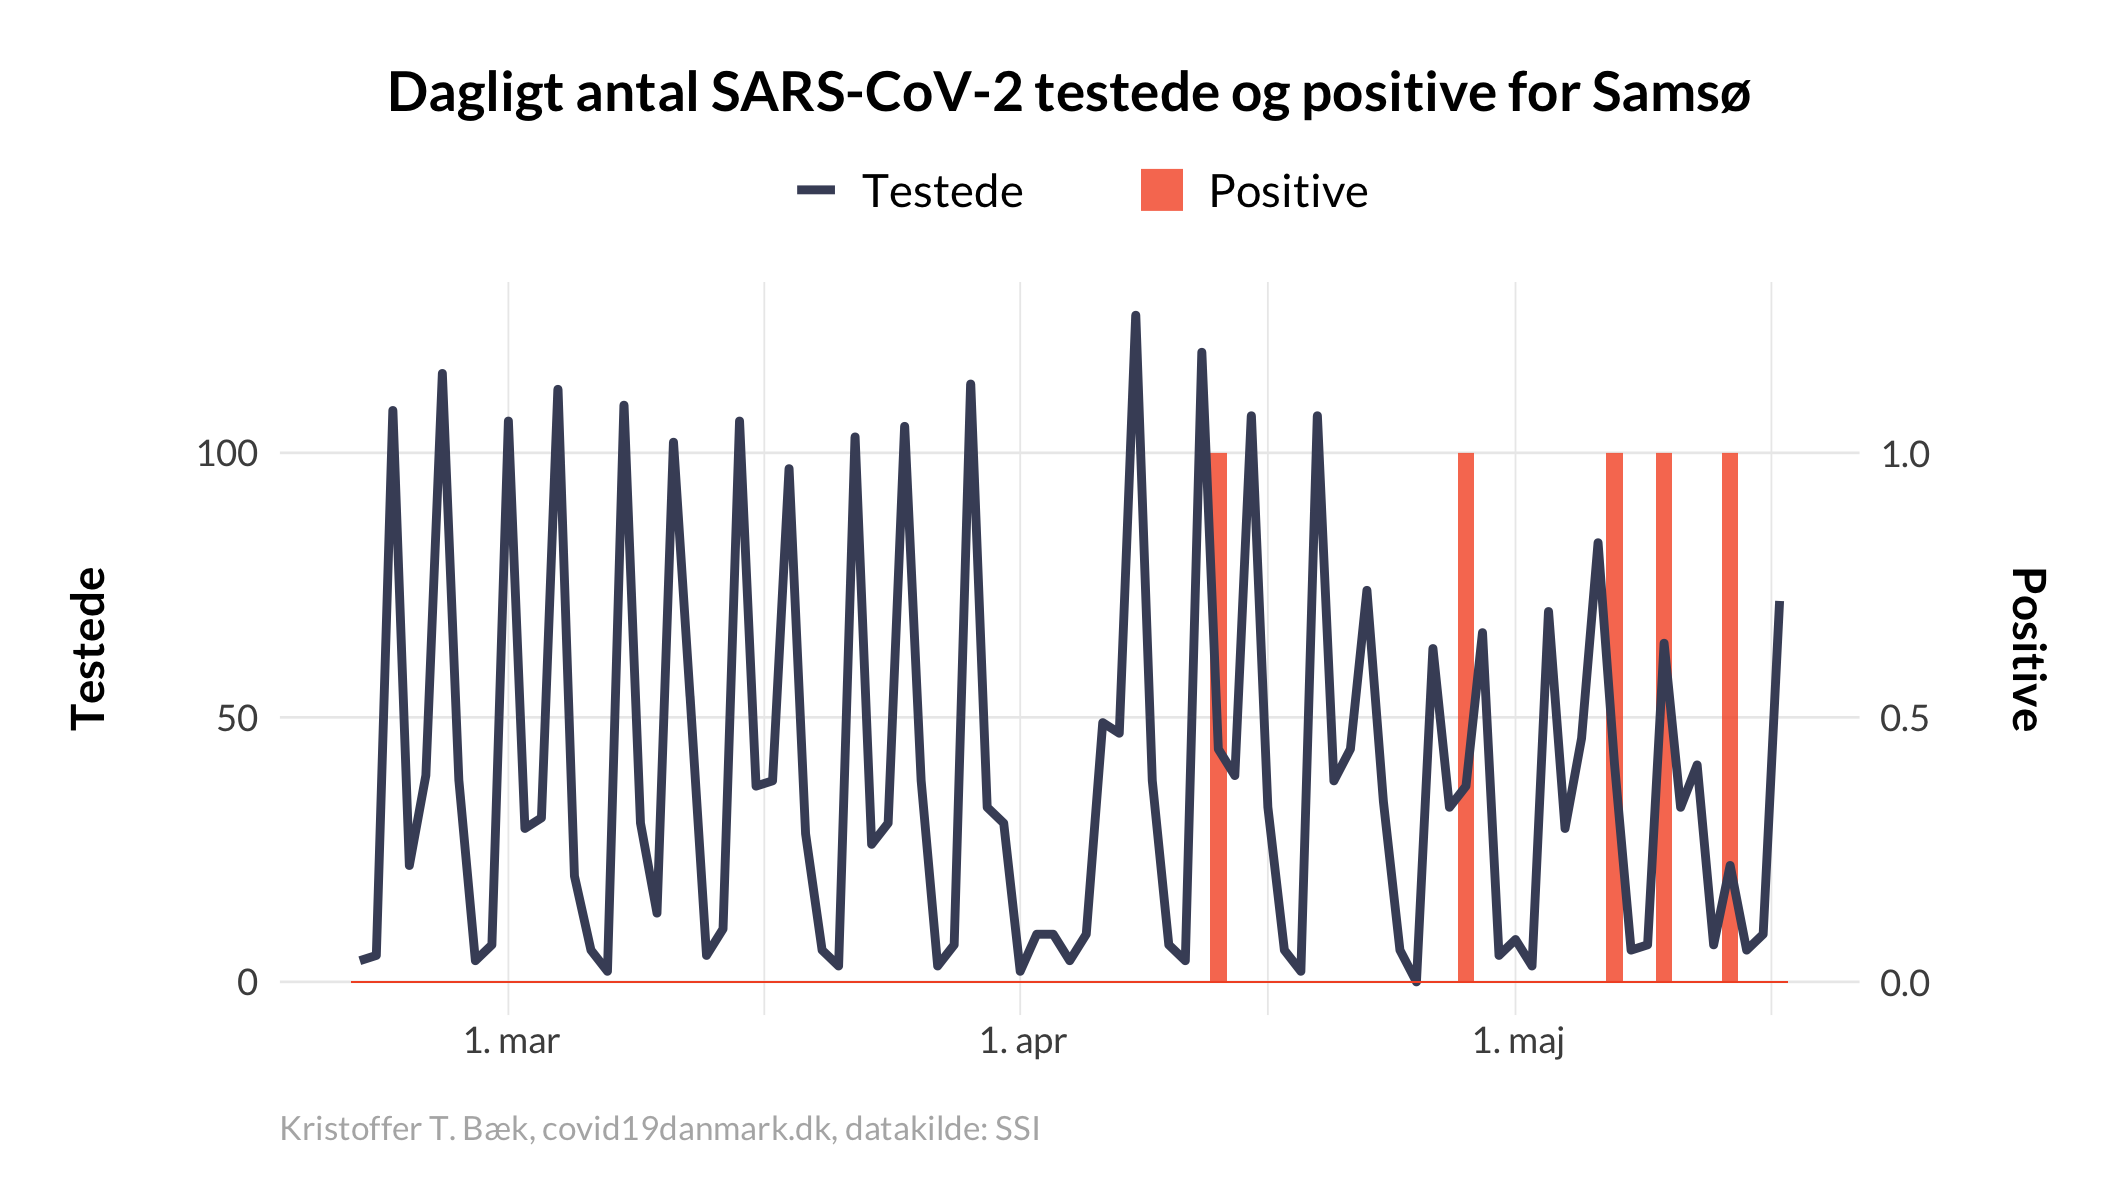 Dagligt antal SARS-CoV-2 testede og positive for Samsø
Testede
Positive
Testede
100
50
0
1.0
0.5
0.0
Positive
1. mar
1. apr
1. maj
Kristoffer T. Bæk, covid19danmark.dk, datakilde: SSI